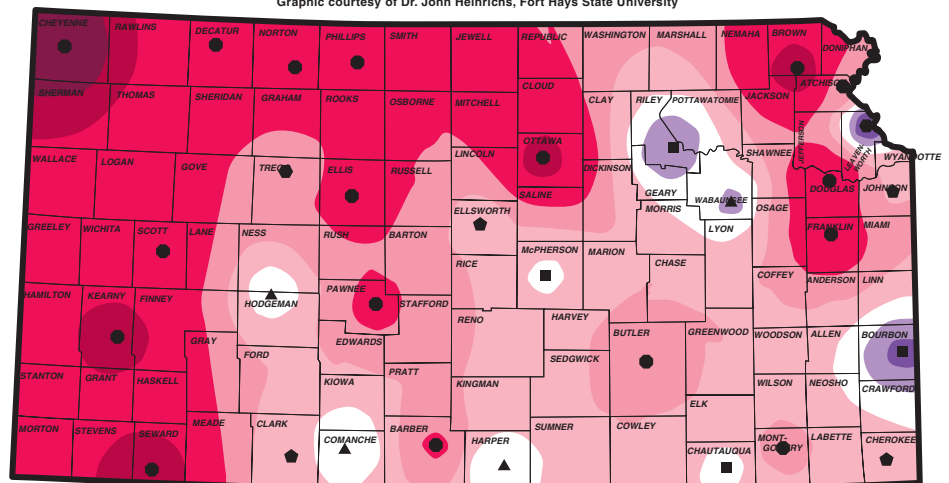 Graphic courtesy of Dr. John Heinrichs, Fort Hays State University
CHEYENNE RAWLINS DECATUR NORTON PHILLIPS SMITH JEWELL REPUBLIC WASHINGTON MARSHALL NEMAHA BROWN DONIPHAN
SHERMAN THOMAS SHERIDAN GRAHAM ROOKS OSBORNE MITCHELL CLOUD CLAY RILEY POTTAWATOMIE JACKSON ATCHISON
WALLACE LOGAN GOVE TREGO ELLIS RUSSELL LINCOLN OTTAWA DICKINSON SHAWNEE JEFFERSON LEAVEN-
WORTH WYANDOTTE
SALINE GEARY WABAUNSEE DOUGLAS JOHNSON
GREELEY WICHITA SCOTT LANE NESS RUSH BARTON ELLSWORTH MCPHERSON MARION MORRIS LYON OSAGE FRANKLIN MIAMI
HAMILTON KEARNY FINNEY HODGEMAN PAWNEE STAFFORD RICE CHASE COFFEY ANDERSON LINN
GRAY FORD EDWARDS RENO HARVEY BUTLER GREENWOOD WOODSON ALLEN BOURBON
STANTON GRANT HASKELL KIOWA PRATT KINGMAN SEDGWICK ELK WILSON NEOSHO CRAWFORD
MORTON STEVENS SEWARD MEADE CLARK COMANCHE BARBER HARPER SUMNER COWLEY CHAUTAUQUA MONT-
GOMERY LABETTE CHEROKEE